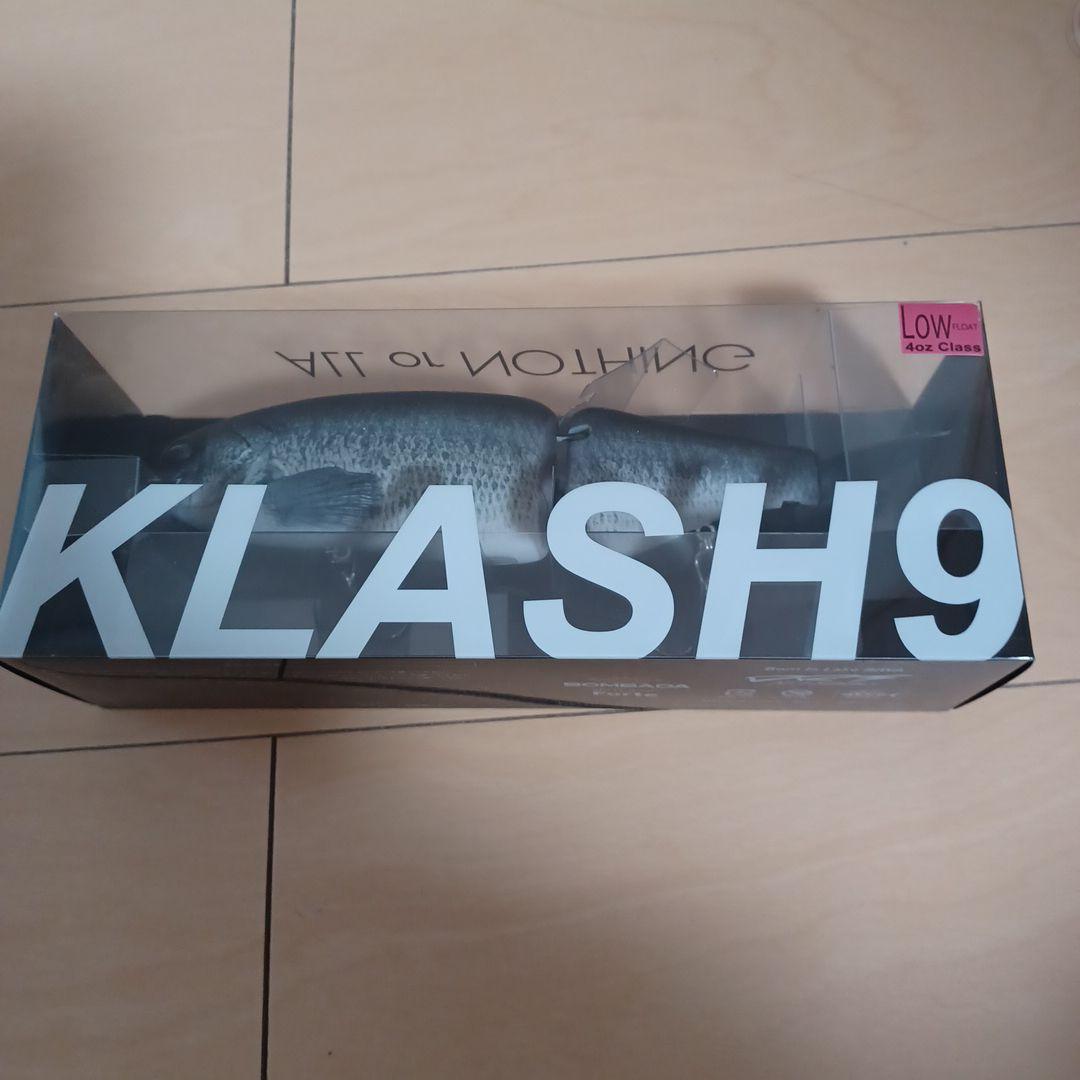 LOW FLOAT
4oz Class
ALL or NOTHING
KLASH9
BOMBADA
Forte